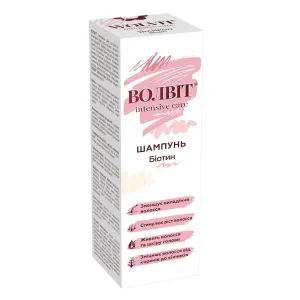 ВОЛВІТ®
intensive care
ШАМПУНЬ
Біотин
Зменшує випадіння
волосся
Стимулює ріст волосся
Живить волосся
та шкіру голови
Зміцнює волосся від
коренів до кінчиків